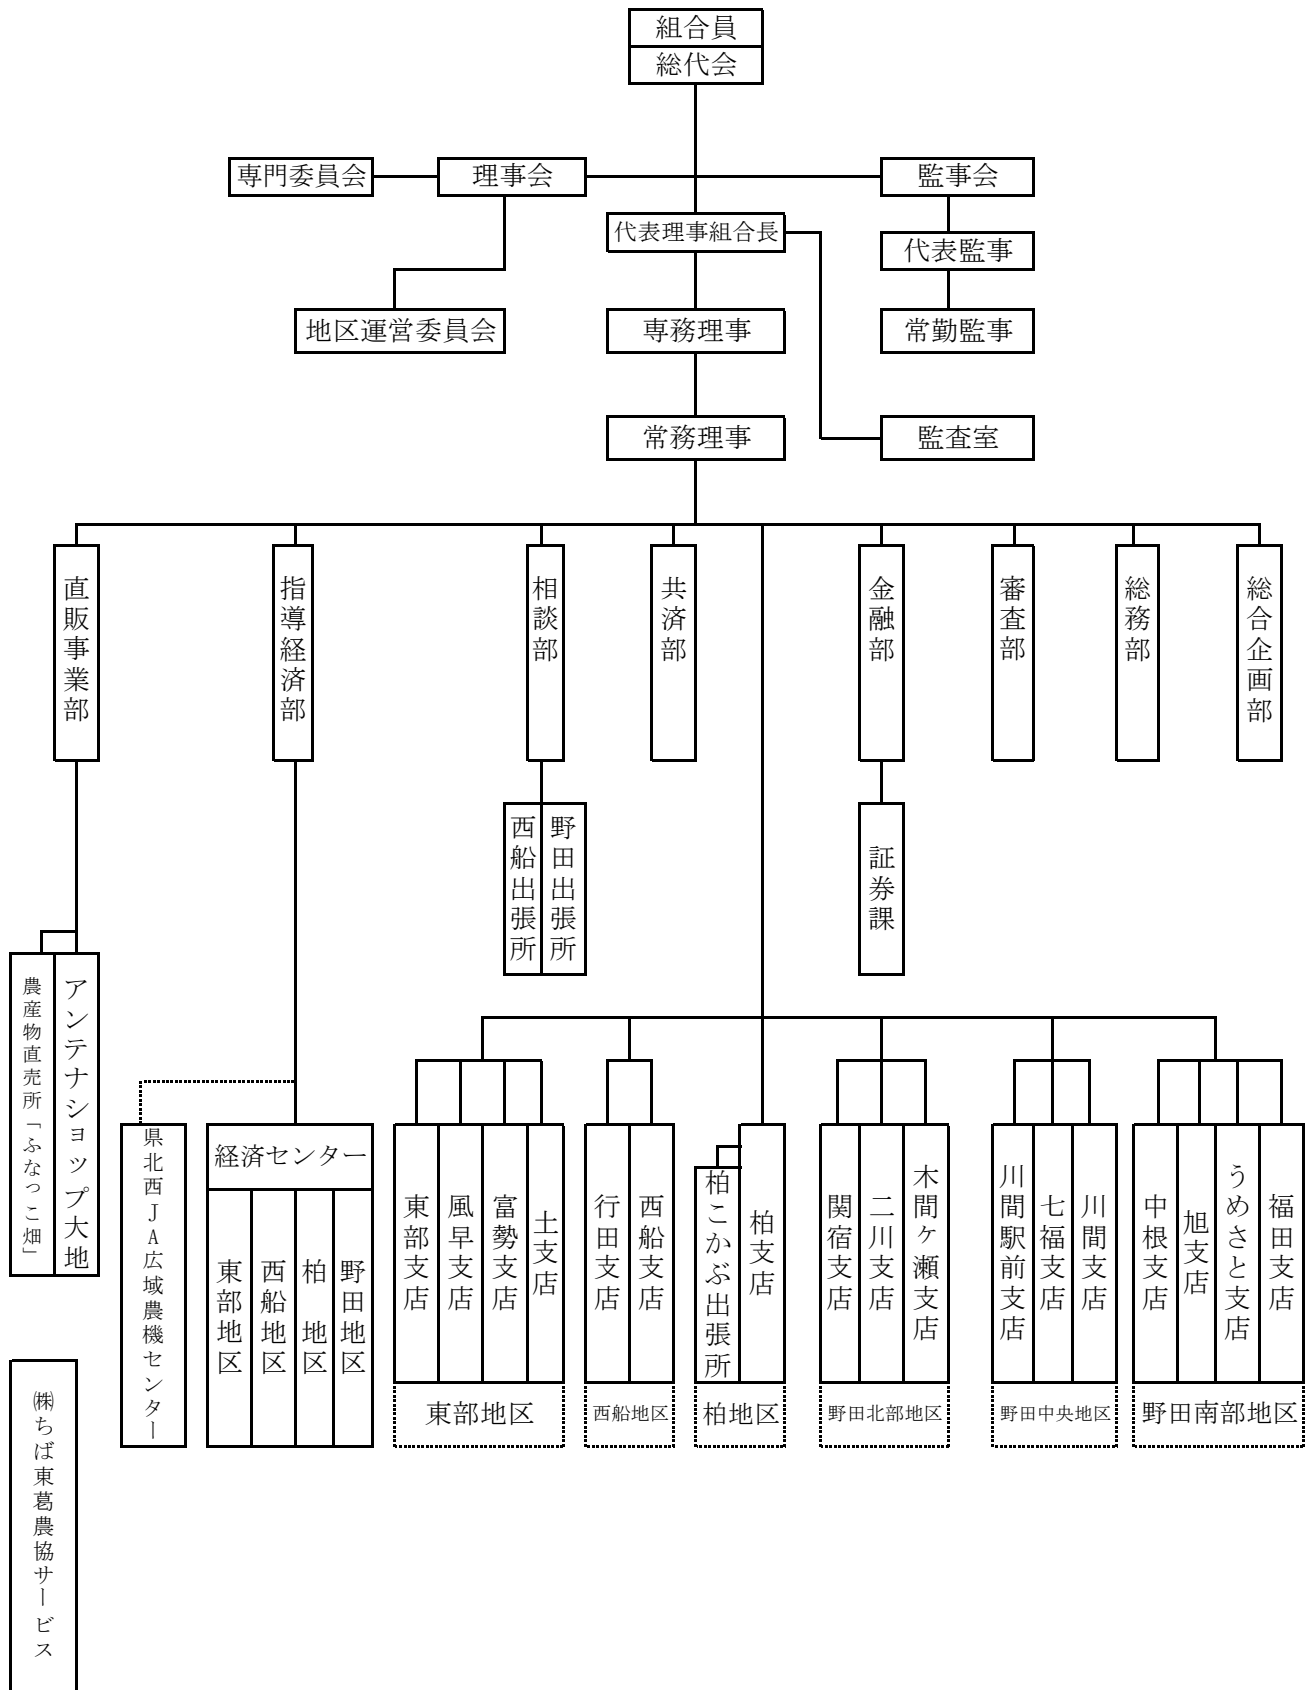 組合員
総代会
専門委員会
理事会
監事会
代表理事組合長
代表監事
地区運営委員会
専務理事
常勤監事
常務理事
監査室
直販事業部
指導経済部
相談部
共済部
金融部
審査部
総務部
総合企画部
西船出張所
野田出張所
証券課
農産物直売所「ふなっこ畑」
アンテナショップ大地
県北西JA広域農機センター
経済センター
東部地区
西船地区
柏 地区
野田地区
東部支店
風早支店
富勢支店
土支店
行田支店
西船支店
柏こかぶ出張所
柏支店
関宿支店
二川支店
木間ケ瀬支店
川間駅前支店
七福支店
川間支店
中根支店
旭支店
うめさと支店
福田支店
東部地区
西船地区
柏地区
野田北部地区
野田中央地区
野田南部地区
㈱ちば東葛農協サービス